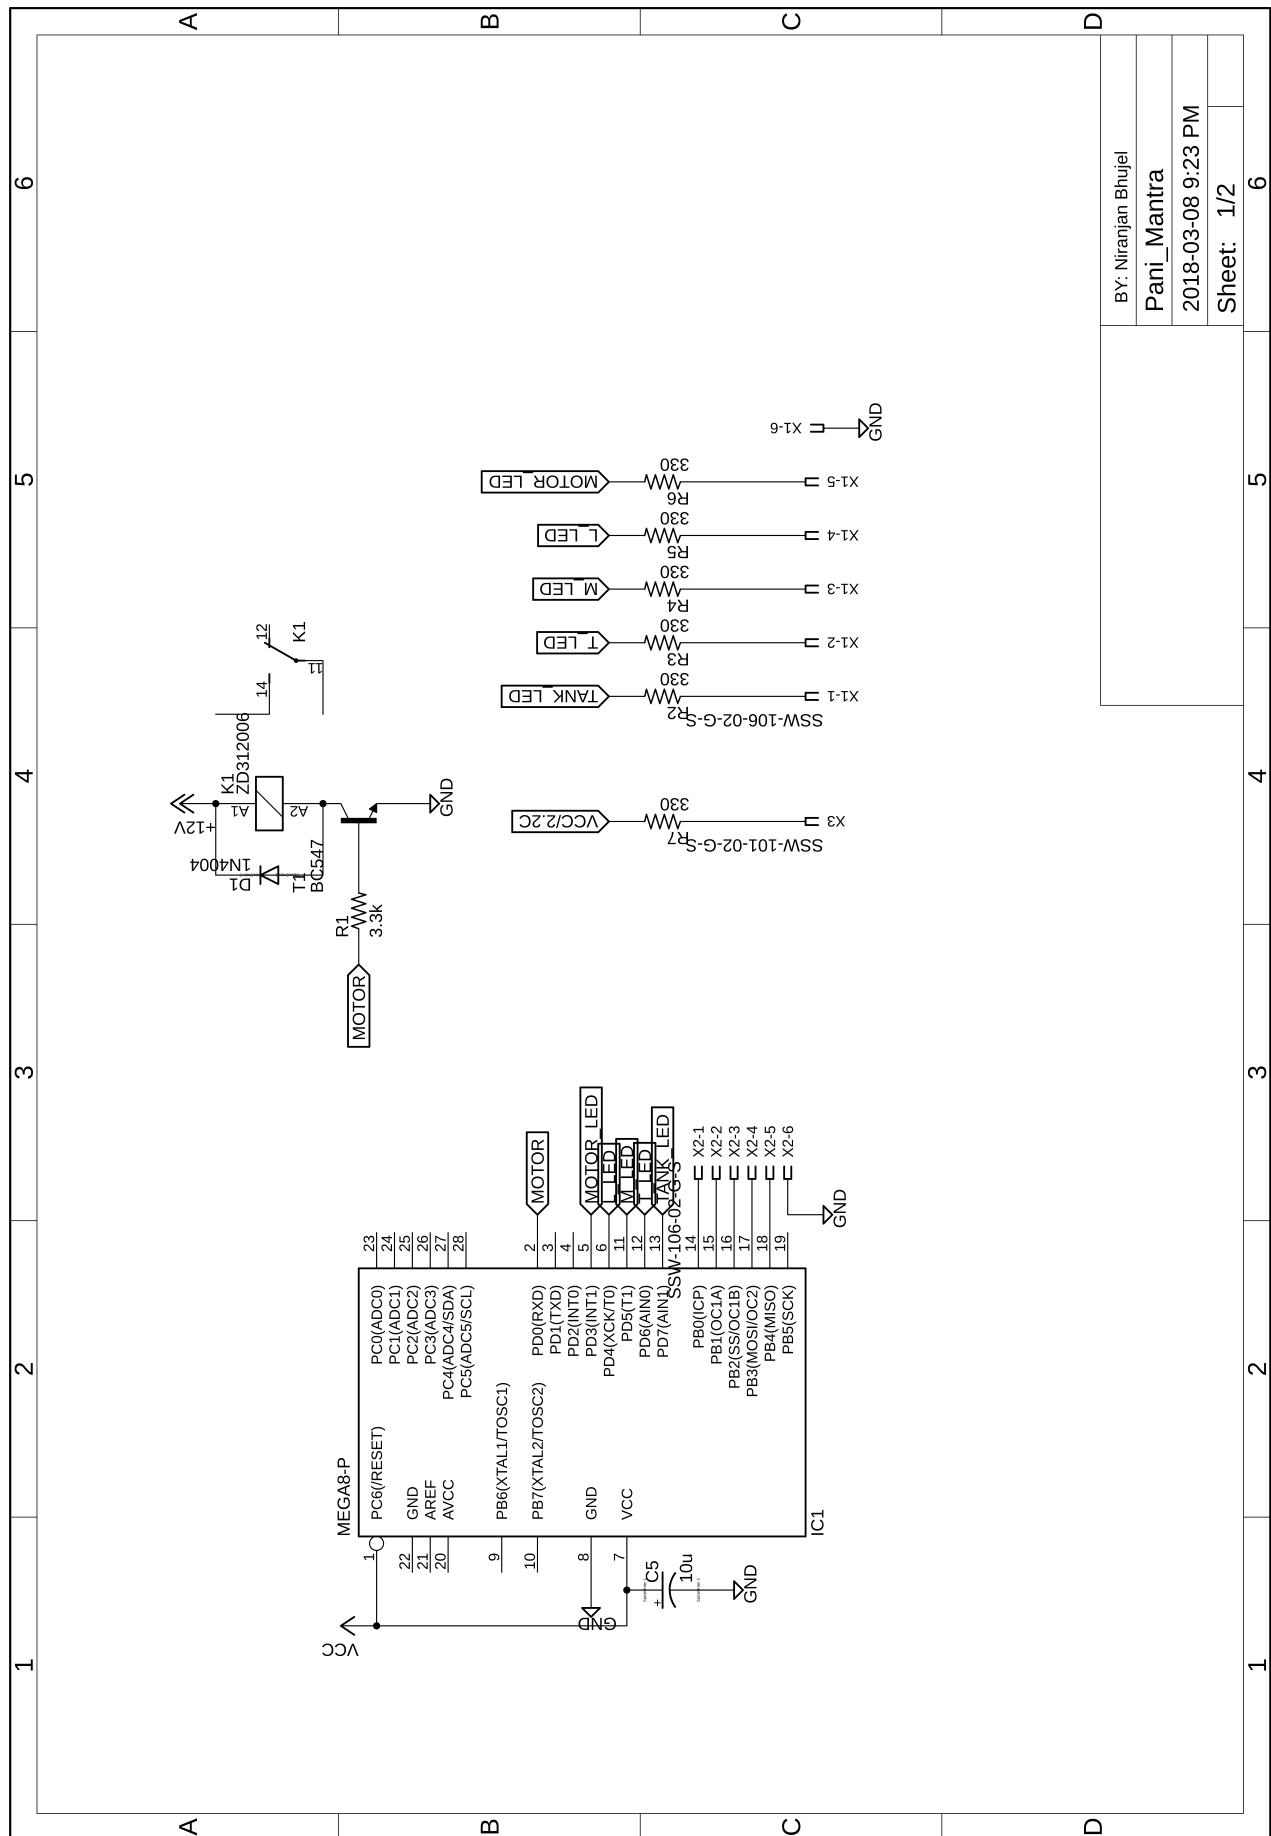 A
B
C
D
6
5
4
3
2
1
6
5
4
3
2
1
A
B
C
D
BY: Niranjan Bhujel
Pani_Mantra
2018-03-08 9:23 PM
Sheet: 1/2
VCC
MEGA8-P
IC1
1
22
21
20
9
10
8
7
PC6(/RESET)
GND
AREF
AVCC
PB6(XTAL1/TOSC1)
PB7(XTAL2/TOSC2)
GND
VCC
PC0(ADC0)
PC1(ADC1)
PC2(ADC2)
PC3(ADC3)
PC4(ADC4/SDA)
PC5(ADC5/SCL)
PD0(RXD)
PD1(TXD)
PD2(INT0)
PD3(INT1)
PD4(XCK/T0)
PD5(T1)
PD6(AIN0)
PD7(AIN1)
PB0(ICP)
PB1(OC1A)
PB2(SS/OC1B)
PB3(MOSI/OC2)
PB4(MISO)
PB5(SCK)
23
24
25
26
27
28
2
3
4
5
6
11
12
13
14
15
16
17
18
19
GND
C5
10u
+
GND
MOTOR
MOTOR_LED
L_LED
M_LED
T_LED
TANK_LED
SSW-106-02-G-S
X2-1
X2-2
X2-3
X2-4
X2-5
X2-6
GND
MOTOR
R1
3.3k
T1
BC547
D1
1N4004
+12V
K1
ZD312006
A1
A2
GND
14
12
11
K1
VCC/2.2C
330
R7
SSW-101-02-G-S
X3
TANK_LED
330
R2
SSW-106-02-G-S
X1-1
T_LED
330
R3
X1-2
M_LED
330
R4
X1-3
L_LED
330
R5
X1-4
MOTOR_LED
330
R6
X1-5
X1-6
GND